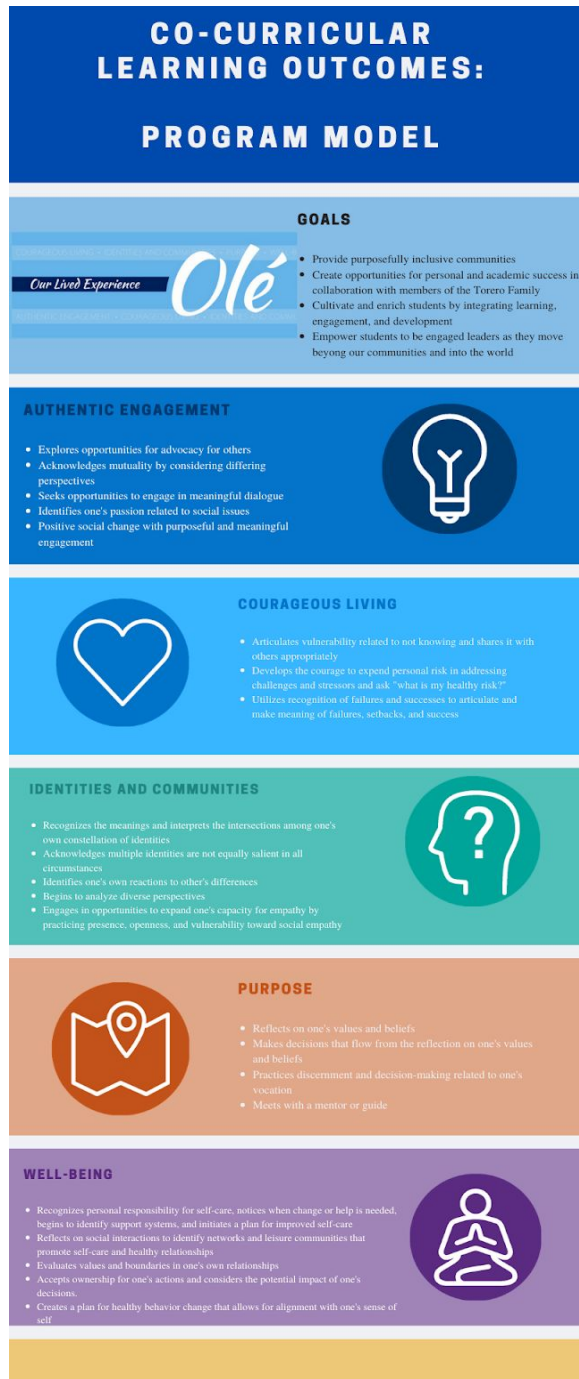 CO-CURRICULAR
LEARNING OUTCOMES:
PROGRAM MODEL
Our Lived Experience
Olé
GOALS
• Provide purposefully inclusive communities
• Create opportunities for personal and academic success in
collaboration with members of the Torero Family
• Cultivate and enrich students by integrating learning,
engagement, and development
• Empower students to be engaged leaders as they move
beyong our communities and into the world
AUTHENTIC ENGAGEMENT
• Explores opportunities for advocacy for others
• Acknowledges mutuality by considering differing
perspectives
• Seeks opportunities to engage in meaningful dialogue
• Identifies one's passion related to social issues
• Positive social change with purposeful and meaningful
engagement
COURAGEOUS LIVING
• Articulates vulnerability related to not knowing and shares it with
others appropriately
• Develops the courage to expend personal risk in addressing
challenges and stressors and ask "what is my healthy risk?"
• Utilizes recognition of failures and successes to articulate and
make meaning of failures, setbacks, and success
IDENTITIES AND COMMUNITIES
• Recognizes the meanings and interprets the intersections among one's
own constellation of identities
• Acknowledges multiple identities are not equally salient in all
circumstances
• Identifies one's own reactions to other's differences
• Begins to analyze diverse perspectives
• Engages in opportunities to expand one's capacity for empathy by
practicing presence, openness, and vulnerability toward social empathy
?
PURPOSE
• Reflects on one's values and beliefs
• Makes decisions that flow from the reflection on one's values
and beliefs
• Practices discernment and decision-making related to one's
vocation
• Meets with a mentor or guide
WELL-BEING
• Recognizes personal responsibility for self-care, notices when change or help is needed,
begins to identify support systems, and initiates a plan for improved self-care
• Reflects on social interactions to identify networks and leisure communities that
promote self-care and healthy relationships
• Evaluates values and boundaries in one's own relationships
• Accepts ownership for one's actions and considers the potential impact of one's
decisions.
• Creates a plan for healthy behavior change that allows for alignment with one's sense of
self